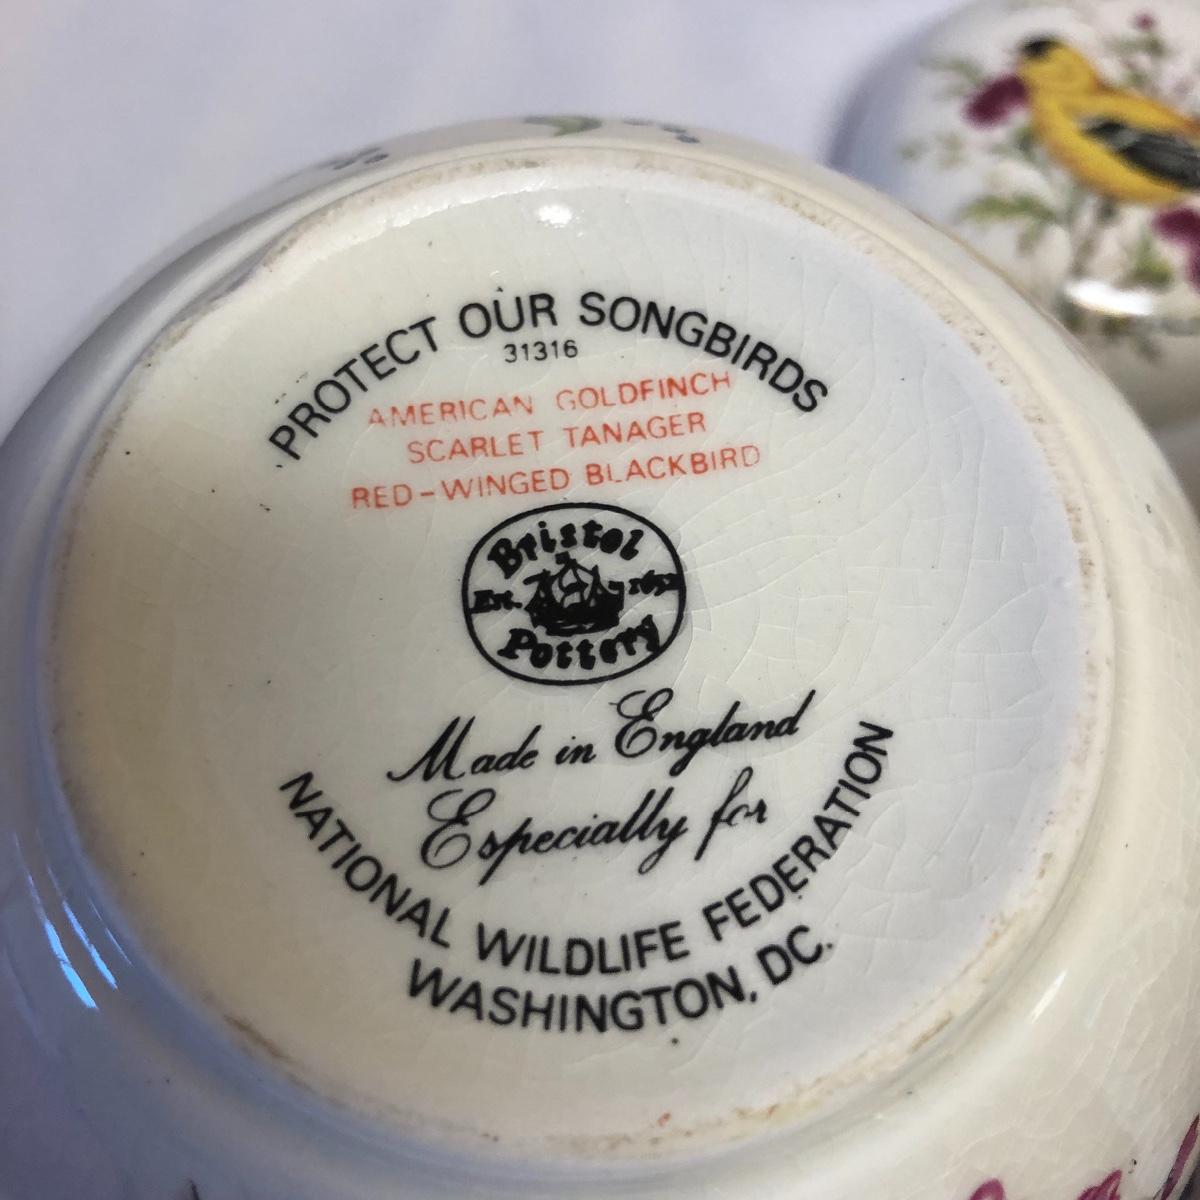 PROTECT OUR SONGBIRDS
31316
AMERICAN GOLDFINCH
SCARLET TANAGER
RED-WINGED BLACKBIRD
Bristol
Est. 1652
Pottery
Made in England
Especially for
NATIONAL WILDLIFE FEDERATION
WASHINGTON, DC.